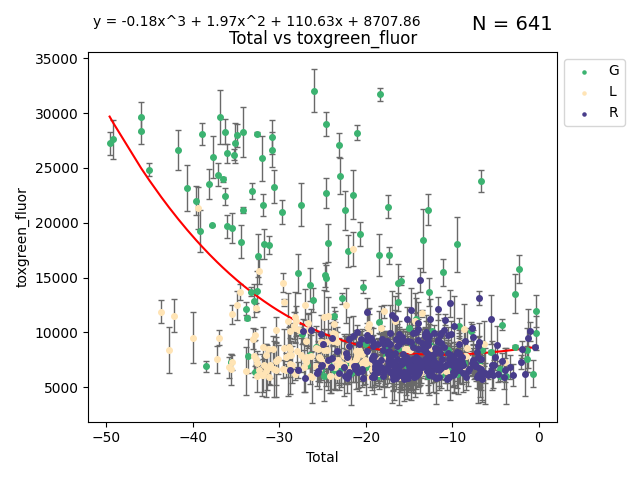 y = -0.18x^3 + 1.97x^2 + 110.63x + 8707.86
N = 641
Total vs toxgreen_fluor
35000
30000
25000
20000
15000
10000
5000
toxgreen_fluor
-50
-40
-30
-20
-10
0
Total
G
L
R